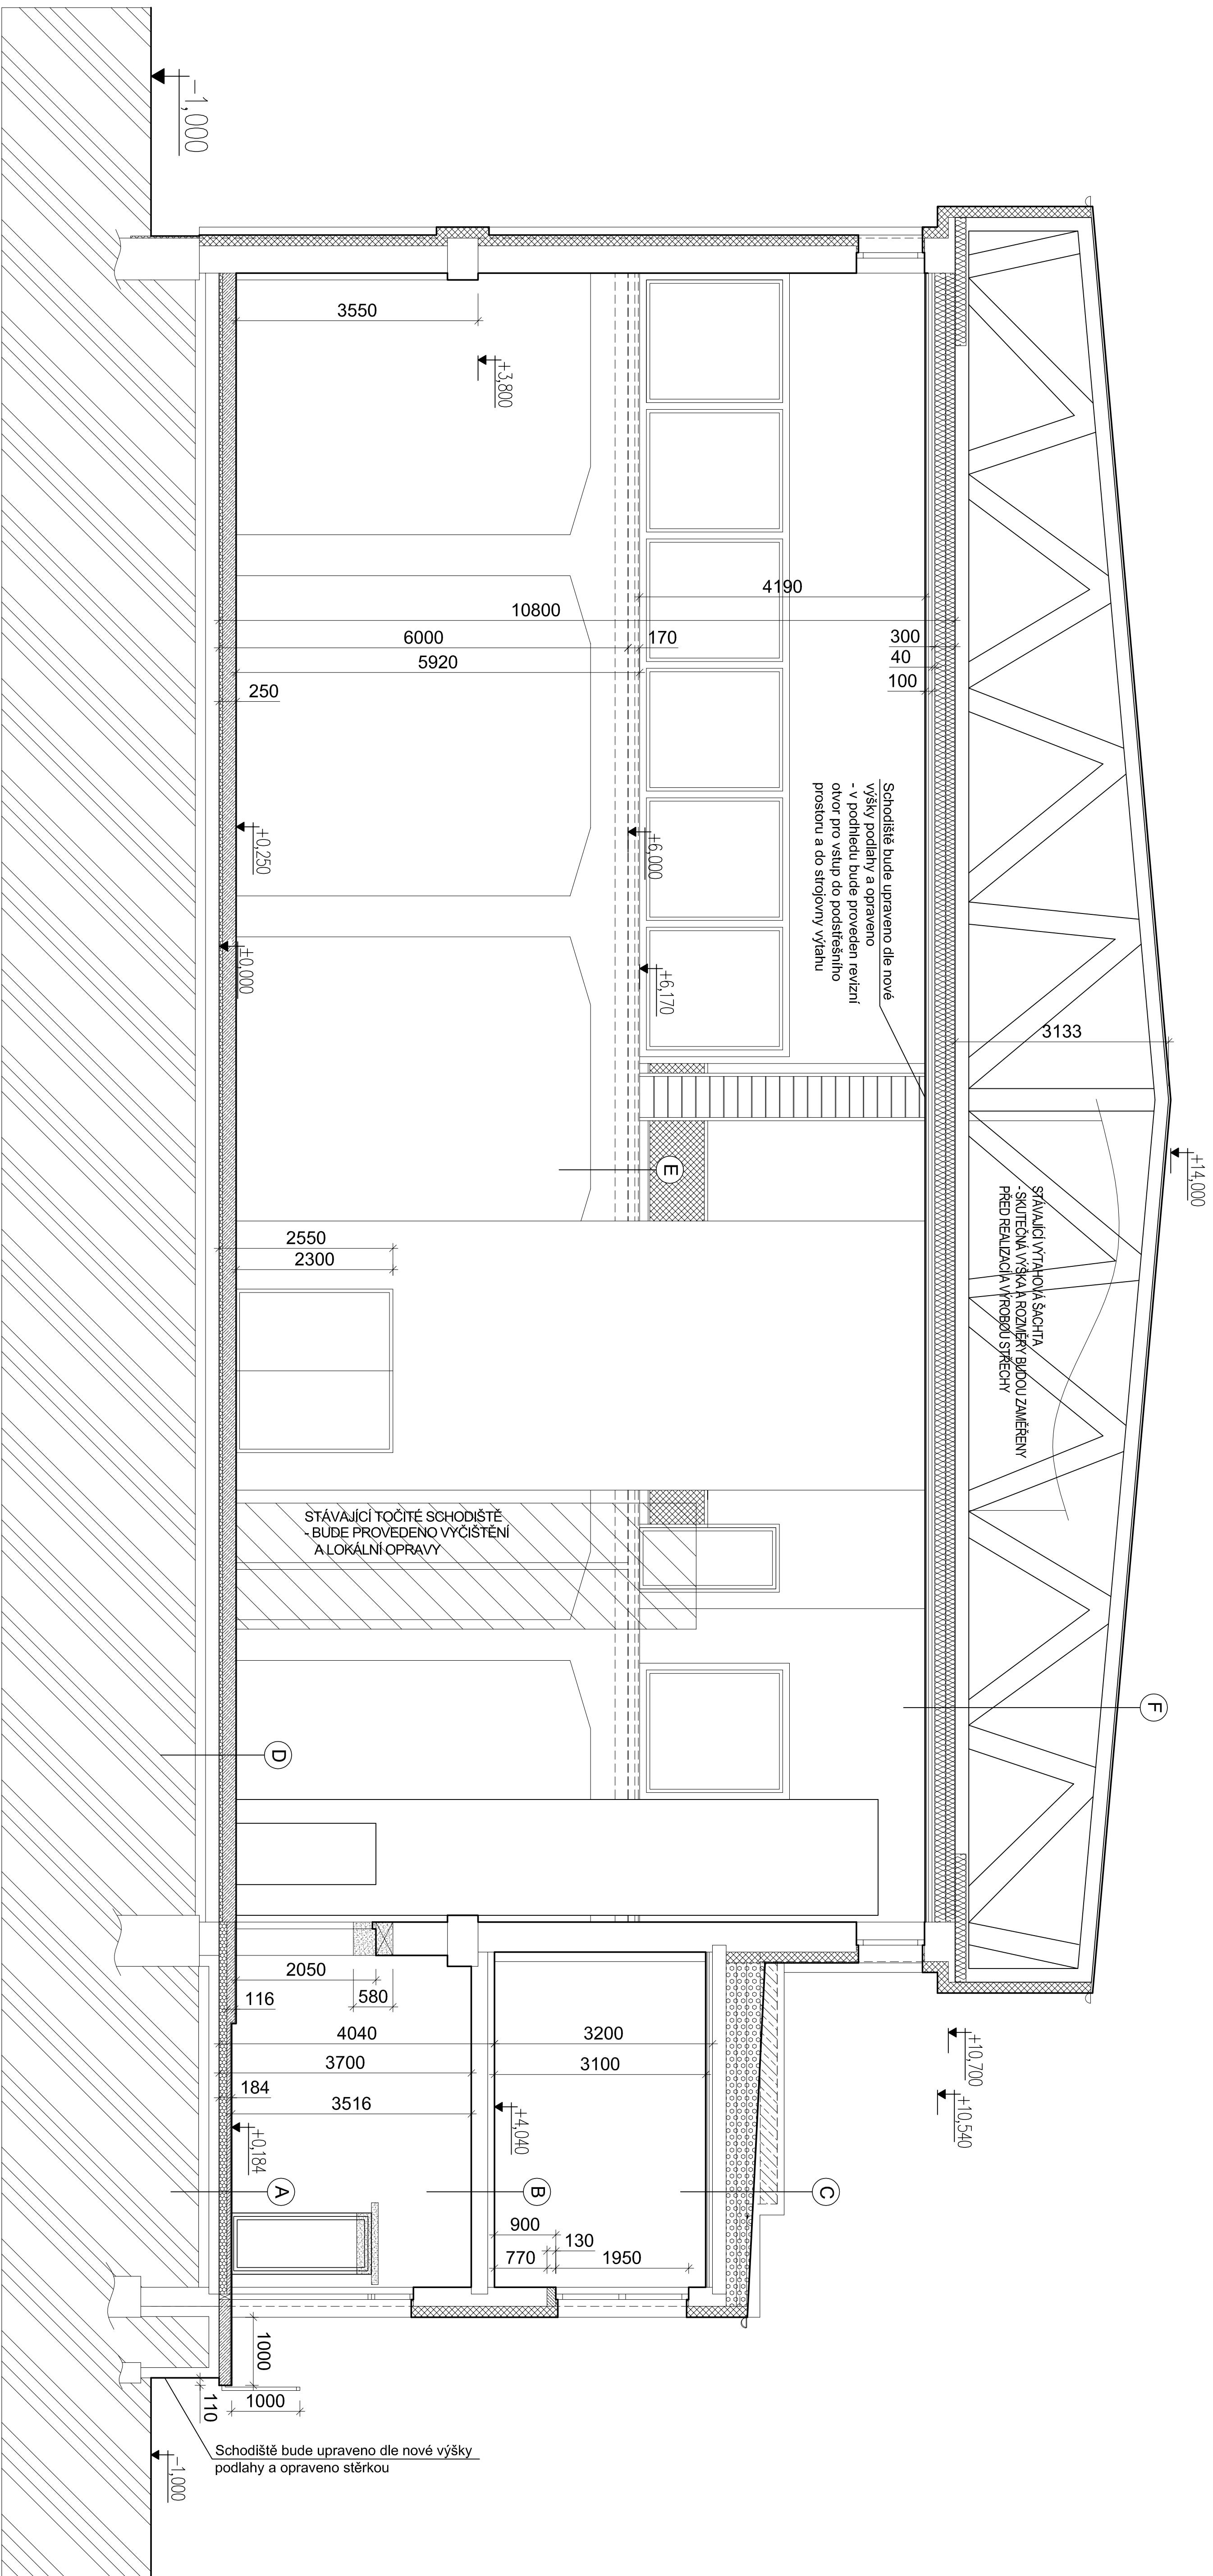 -1,000
3550
+3,800
4190
10800
6000
170
300
5920
40
250
100
Schodiště bude upraveno dle nové
výšky podlahy a opraveno
- v podhledu bude proveden revizní
otvor pro vstup do podstřešního
prostoru a do strojovny výtahu
+0,250
+6,000
±0,000
+6,170
3133
+14,000
E
STÁVAJÍCÍ VÝTAHOVÁ ŠACHTA
- SKUTEČNÁ VÝŠKA A ROZMĚRY BUDOU ZAMĚŘENY
PŘED REALIZACÍ A VÝROBOU STŘECHY
2550
2300
STÁVAJÍCÍ TOČITÉ SCHODIŠTĚ
- BUDE PROVEDENO VYČIŠTĚNÍ
A LOKÁLNÍ OPRAVY
F
D
2050
116
580
4040
3200
3700
3100
184
3516
+10,700
+10,540
+4,040
+0,184
A
B
C
900
130
770
1950
1000
110
1000
Schodiště bude upraveno dle nové výšky
podlahy a opraveno stěrkou
-1,000